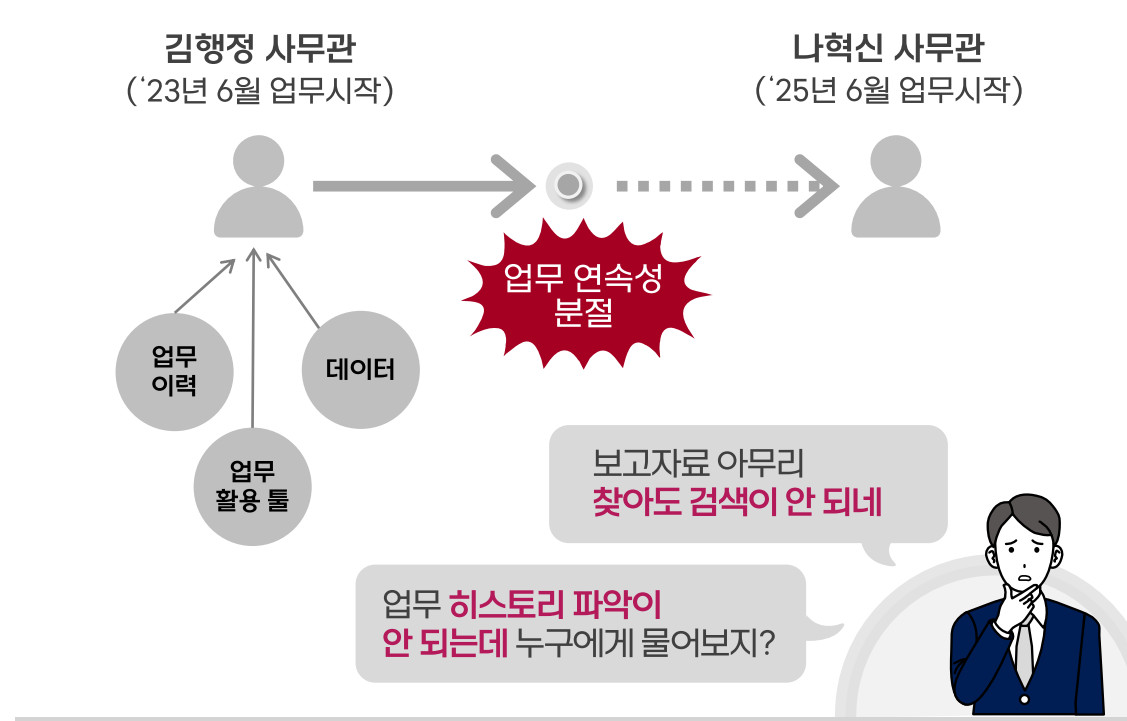 김행정 사무관
(‘23년 6월 업무시작)
나혁신 사무관
(‘25년 6월 업무시작)
업무 연속성
분절
업무
이력
데이터
업무
활용 툴
보고자료 아무리
찾아도 검색이 안 되네
업무 히스토리 파악이
안 되는데 누구에게 물어보지?